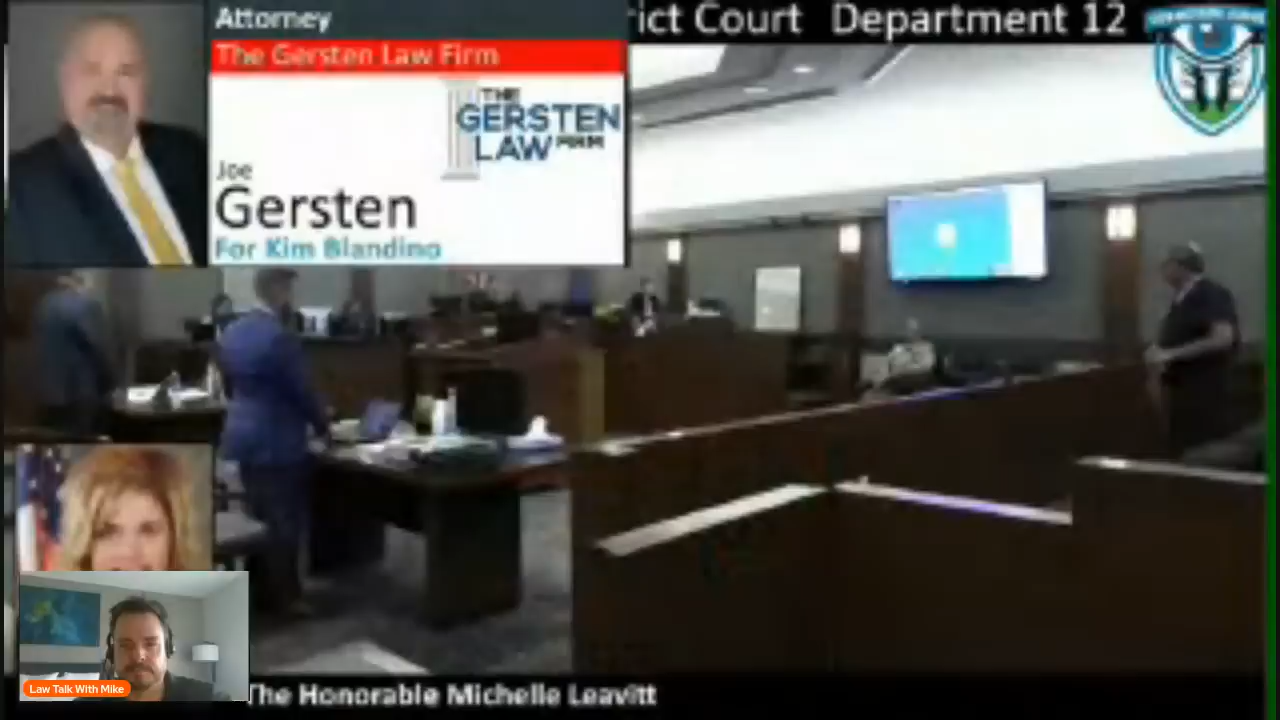 Attorney
The Gersten Law Firm
THE
GERSTEN
LAW FIRM
Joe
Gersten
For Kim Blandino
rict Court Department 12
Law Talk With Mike
The Honorable Michelle Leavitt